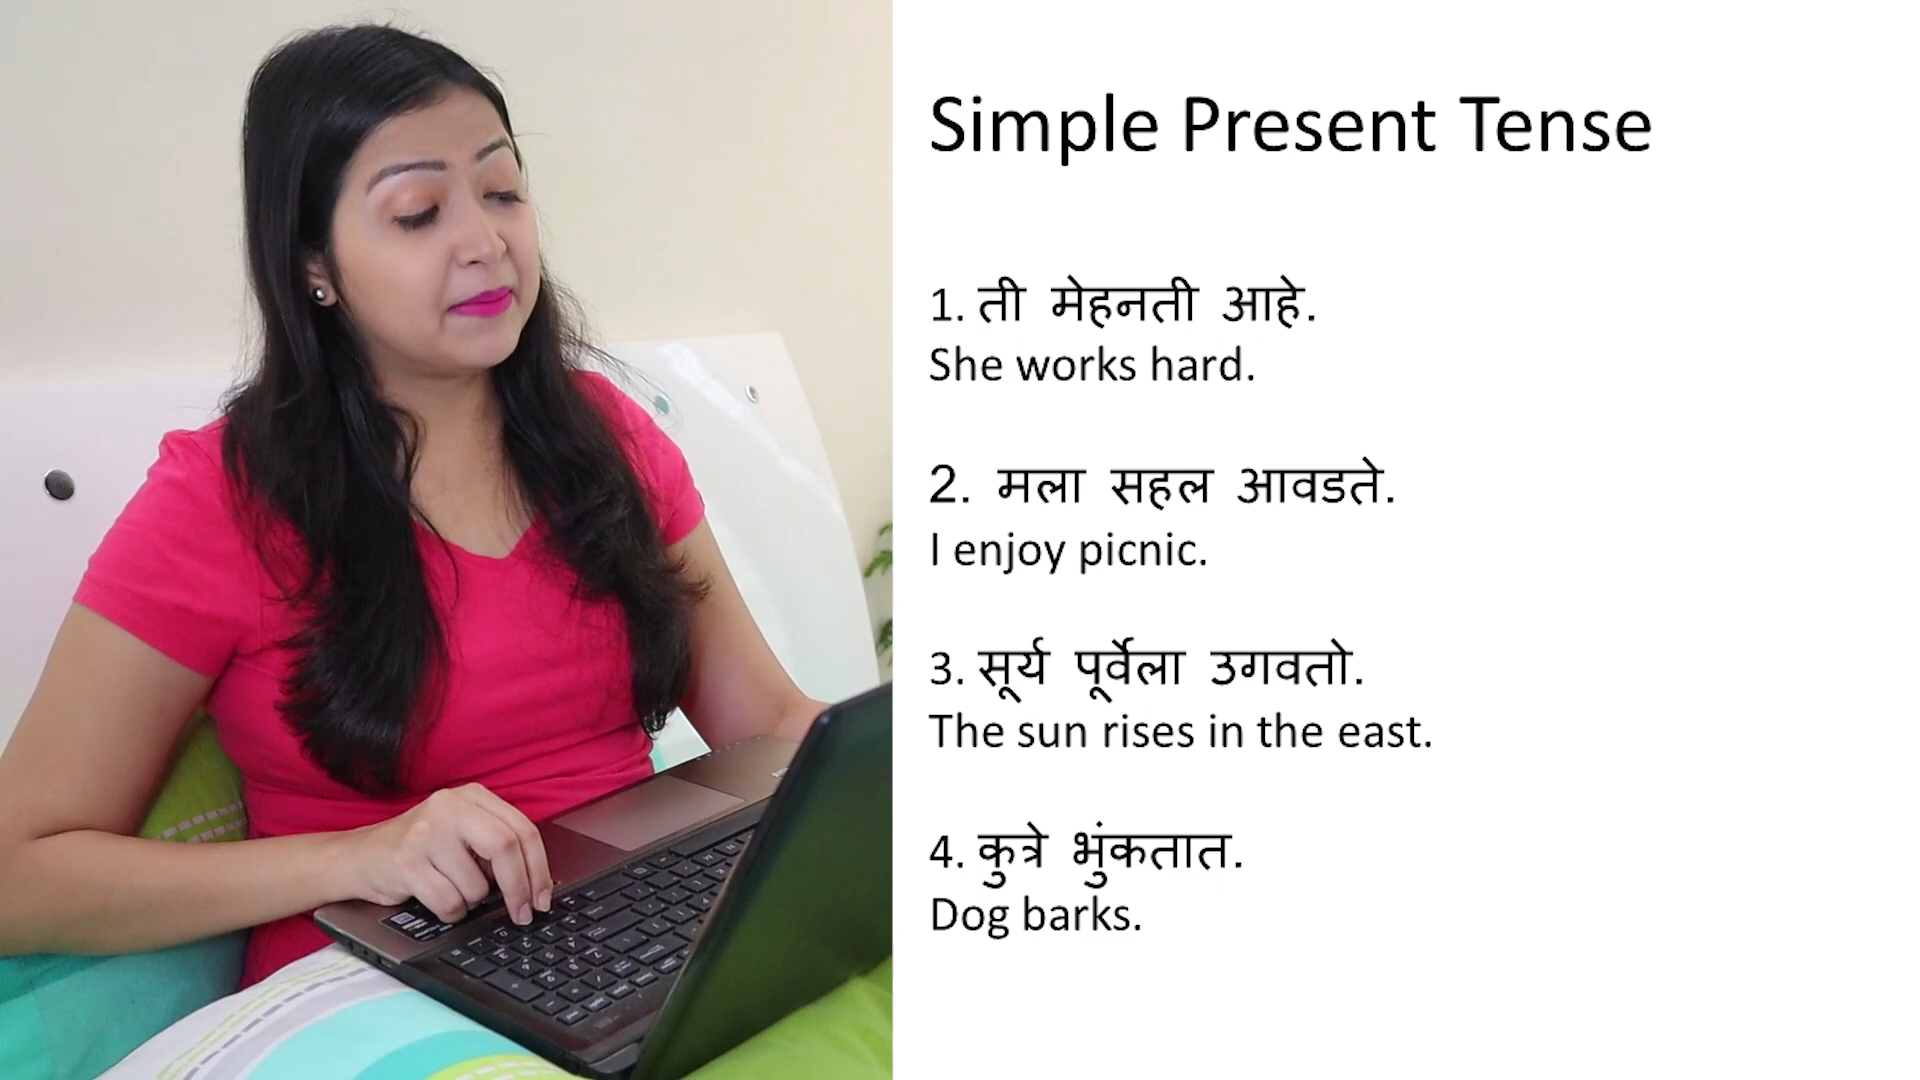 Simple Present Tense
1. ती मेहनती आहे.
She works hard.
2. मला सहल आवडते.
I enjoy picnic.
3. सूर्य पूर्वेला उगवतो.
The sun rises in the east.
4. कुत्रे भुंकतात.
Dog barks.